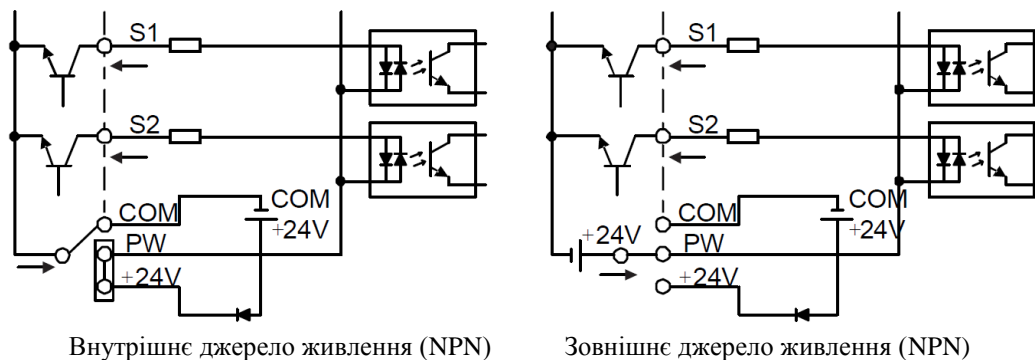 S1
S2
COM
COM
+24V
PW
+24V
Внутрішнє джерело живлення (NPN)
S1
S2
COM
COM
+24V
+24V
PW
+24V
Зовнішнє джерело живлення (NPN)